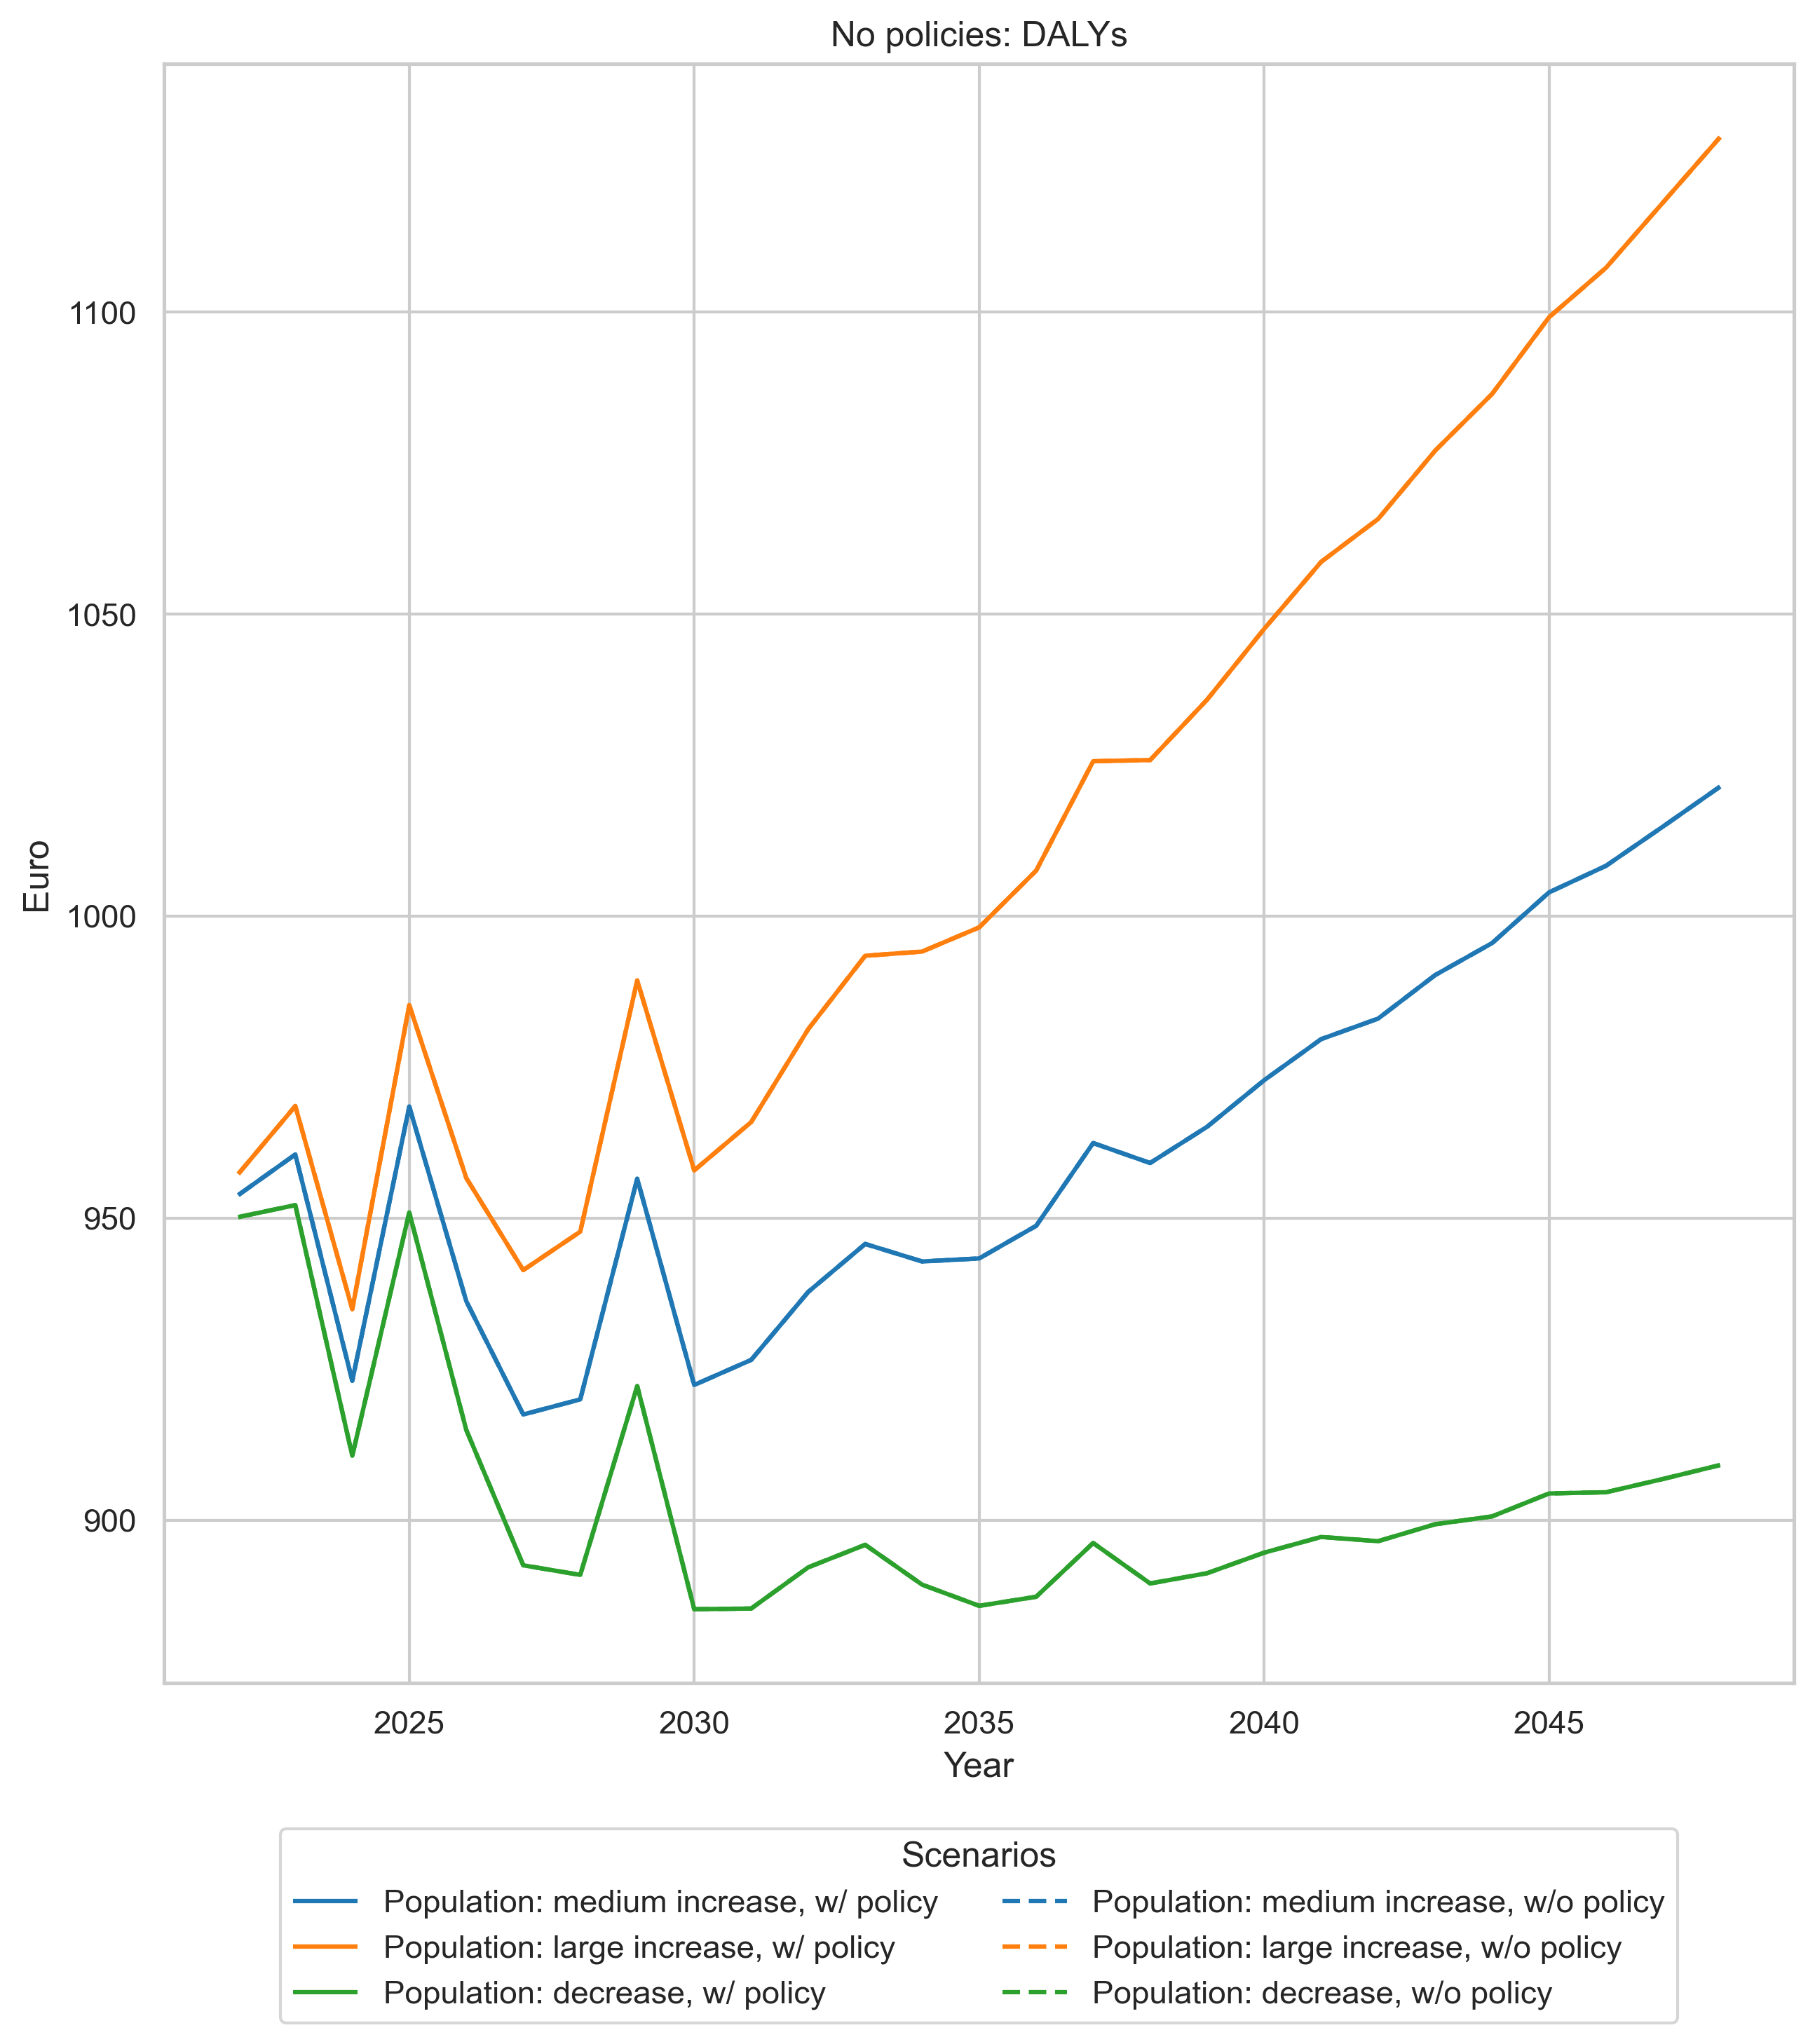 No policies: DALYs
1100
1050
1000
950
900
Euro
2025 2030 2035 2040 2045
Year
Scenarios
Population: medium increase, w/ policy
Population: large increase, w/ policy
Population: decrease, w/ policy
Population: medium increase, w/o policy
Population: large increase, w/o policy
Population: decrease, w/o policy